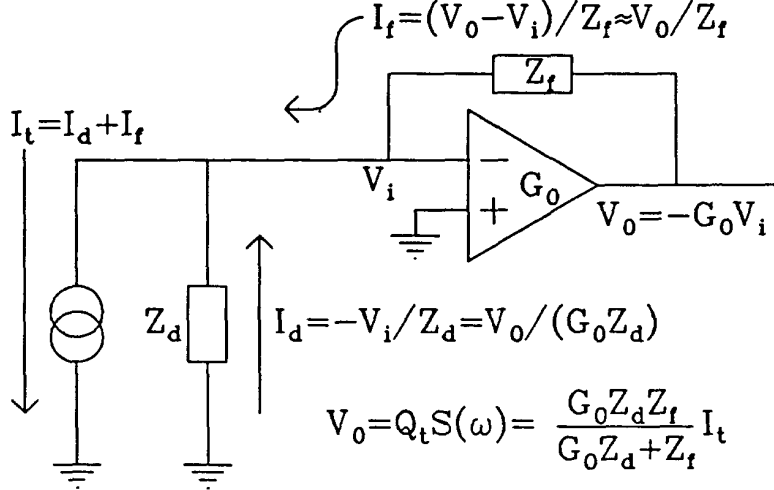 I_f=(V_0−V_i)/Z_f≈V_0/Z_f
Z_f
I_t=I_d+I_f
V_i
−
+
G_0
V_0=−G_0V_i
Z_d
I_d=−V_i/Z_d=V_0/(G_0Z_d)
V_0=Q_tS(ω)= G_0Z_dZ_f/(G_0Z_d+Z_f) I_t